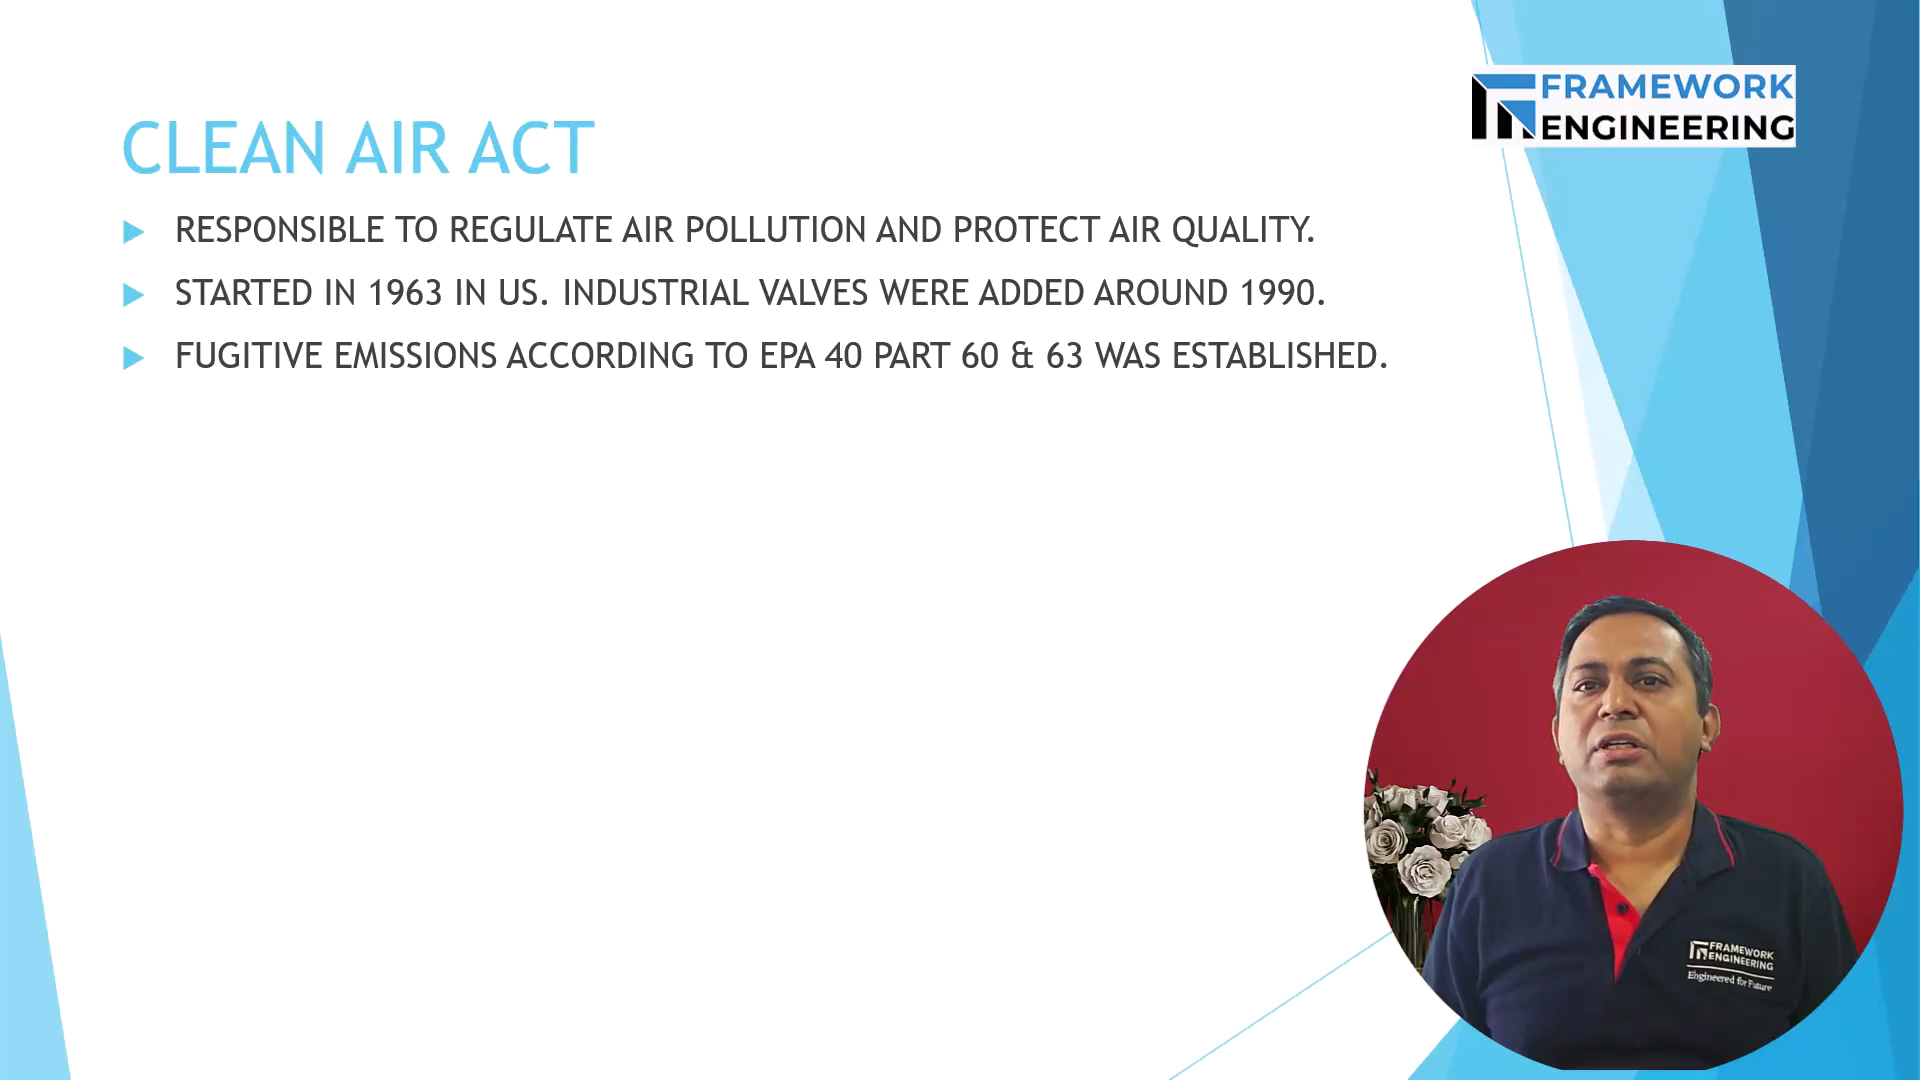 FRAMEWORK
ENGINEERING
CLEAN AIR ACT
RESPONSIBLE TO REGULATE AIR POLLUTION AND PROTECT AIR QUALITY.
STARTED IN 1963 IN US. INDUSTRIAL VALVES WERE ADDED AROUND 1990.
FUGITIVE EMISSIONS ACCORDING TO EPA 40 PART 60 & 63 WAS ESTABLISHED.
FRAMEWORK
ENGINEERING
Engineered for Future